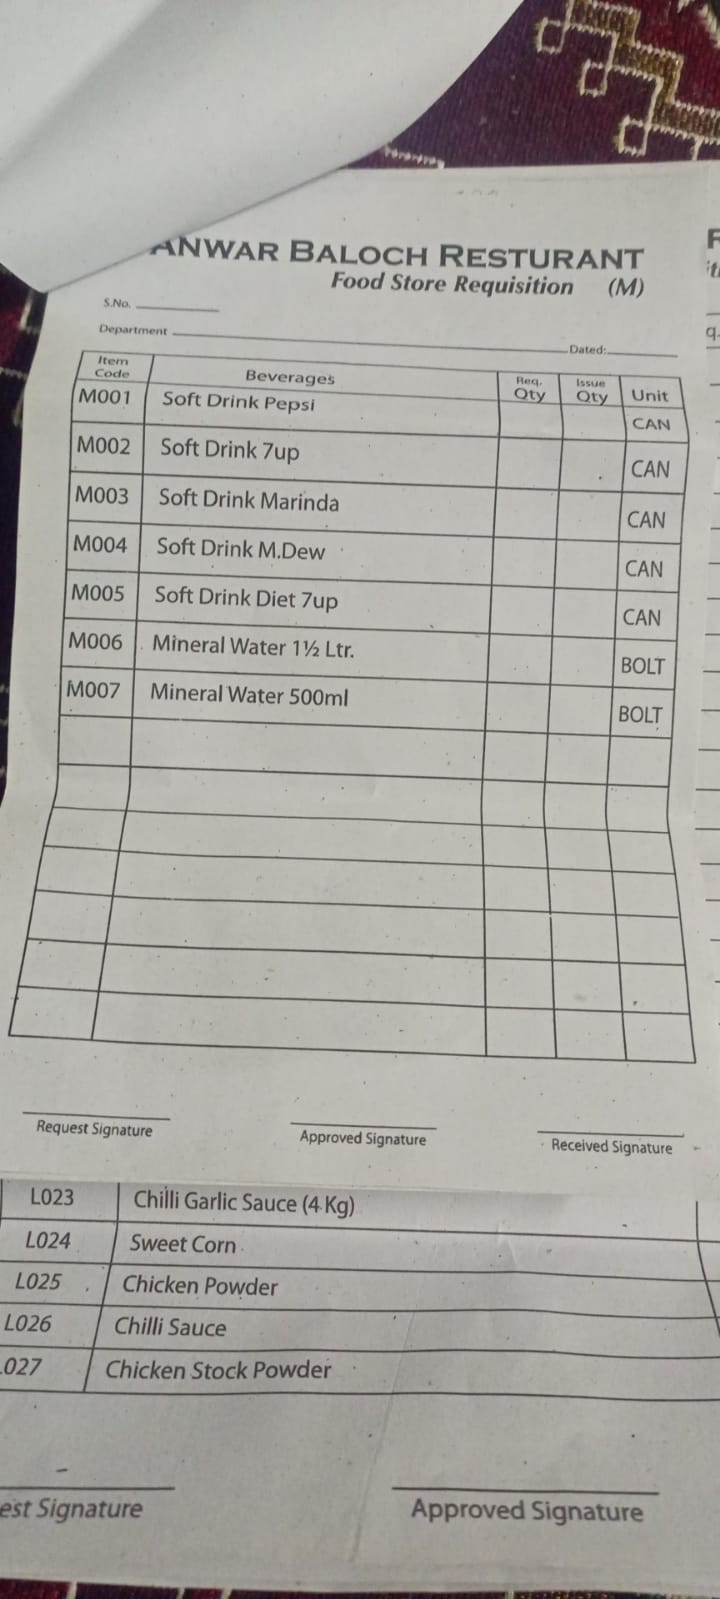 ANWAR BALOCH RESTURANT
Food Store Requisition (M)
S.No.
Department Dated:
Item Code Beverages Req. Qty Issue Qty Unit
M001 Soft Drink Pepsi CAN
M002 Soft Drink 7up CAN
M003 Soft Drink Marinda CAN
M004 Soft Drink M.Dew CAN
M005 Soft Drink Diet 7up CAN
M006 Mineral Water 1½ Ltr. BOLT
M007 Mineral Water 500ml BOLT
Request Signature Approved Signature Received Signature
L023 Chilli Garlic Sauce (4 Kg)
L024 Sweet Corn
L025 Chicken Powder
L026 Chilli Sauce
.027 Chicken Stock Powder
est Signature Approved Signature